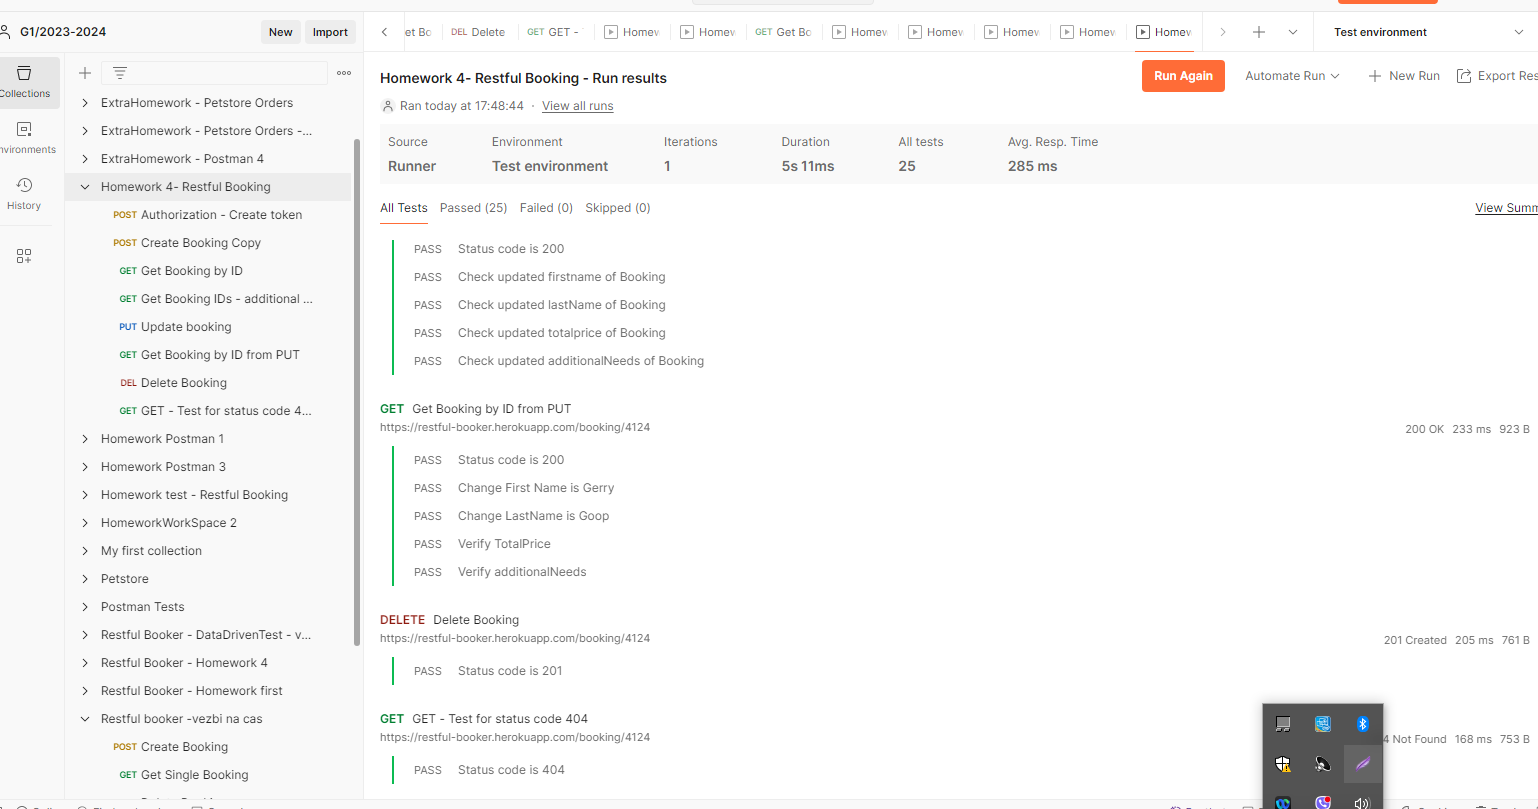 G1/2023-2024
New
Import
Collections
History
ExtraHomework - Petstore Orders
ExtraHomework - Petstore Orders -...
ExtraHomework - Postman 4
Homework 4- Restful Booking
POST Authorization - Create token
POST Create Booking Copy
GET Get Booking by ID
GET Get Booking IDs - additional ...
PUT Update booking
GET Get Booking by ID from PUT
DEL Delete Booking
GET GET - Test for status code 4...
Homework Postman 1
Homework Postman 3
Homework test - Restful Booking
HomeworkWorkSpace 2
My first collection
Petstore
Postman Tests
Restful Booker - DataDrivenTest - v...
Restful Booker - Homework 4
Restful Booker - Homework first
Restful booker -vezbi na cas
POST Create Booking
GET Get Single Booking
et Bo DEL Delete GET GET - Homew Homew GET Get Bo Homew Homew Homew Homew Homew
Test environment
Homework 4- Restful Booking - Run results
Run Again
Automate Run
New Run
Export Res
Ran today at 17:48:44 · View all runs
Source Environment Iterations Duration All tests Avg. Resp. Time
Runner Test environment 1 5s 11ms 25 285 ms
All Tests Passed (25) Failed (0) Skipped (0)
View Summ
PASS Status code is 200
PASS Check updated firstname of Booking
PASS Check updated lastName of Booking
PASS Check updated totalprice of Booking
PASS Check updated additionalNeeds of Booking
GET Get Booking by ID from PUT
https://restful-booker.herokuapp.com/booking/4124
200 OK 233 ms 923 B
PASS Status code is 200
PASS Change First Name is Gerry
PASS Change LastName is Goop
PASS Verify TotalPrice
PASS Verify additionalNeeds
DELETE Delete Booking
https://restful-booker.herokuapp.com/booking/4124
201 Created 205 ms 761 B
PASS Status code is 201
GET GET - Test for status code 404
https://restful-booker.herokuapp.com/booking/4124
4 Not Found 168 ms 753 B
PASS Status code is 404